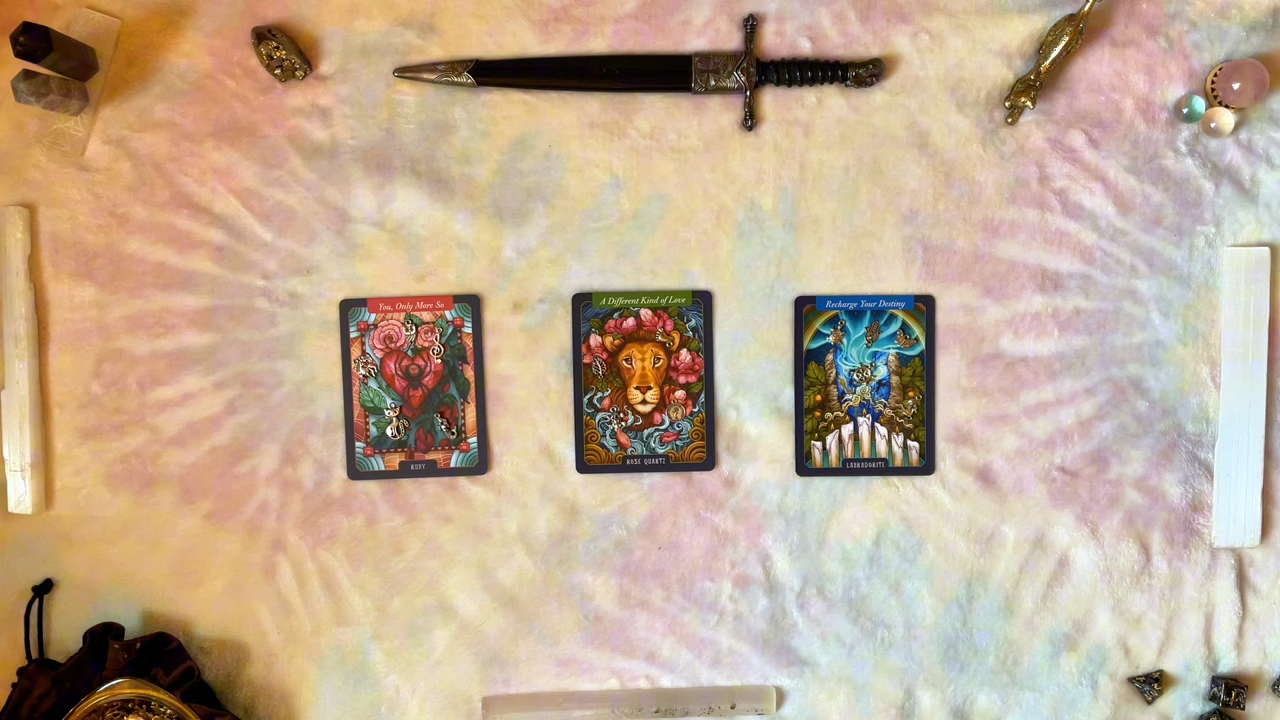 You, Only More So
RUBY
A Different Kind of Love
ROSE QUARTZ
Recharge Your Destiny
LABRADORITE